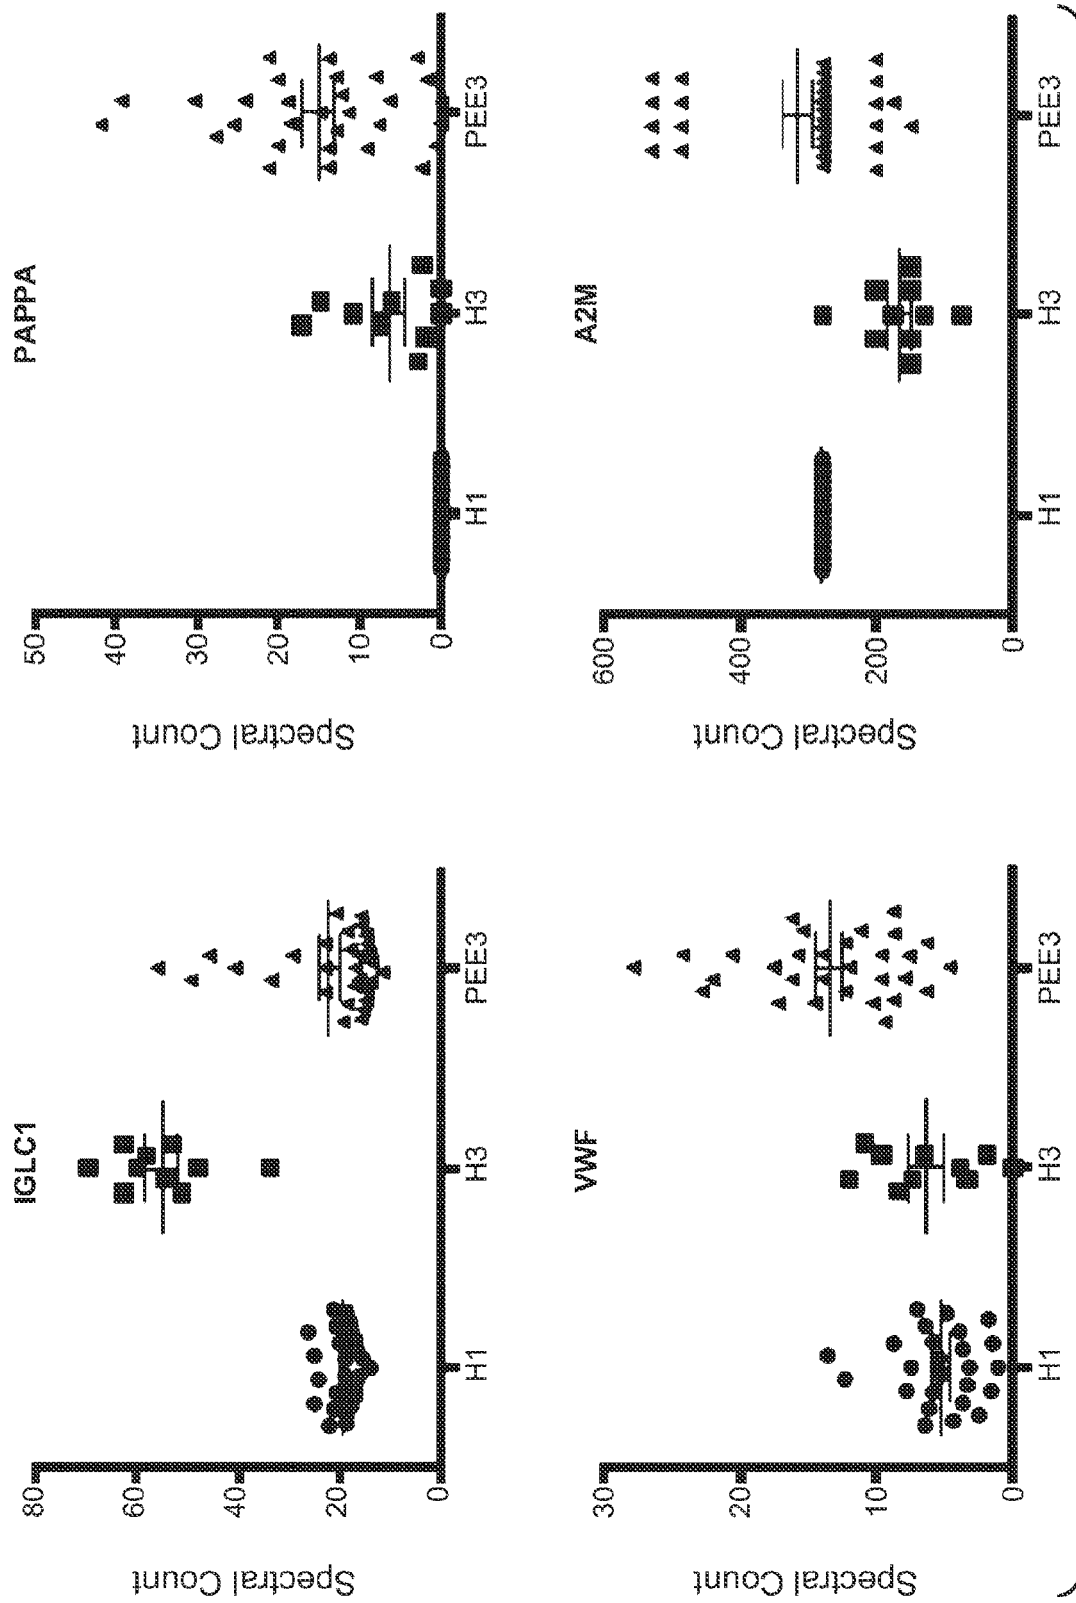 IGLC1
Spectral Count
80
60
40
20
0
H1
H3
PEE3
PAPPA
Spectral Count
50
40
30
20
10
0
H1
H3
PEE3
VWF
Spectral Count
30
20
10
0
H1
H3
PEE3
A2M
Spectral Count
600
400
200
0
H1
H3
PEE3